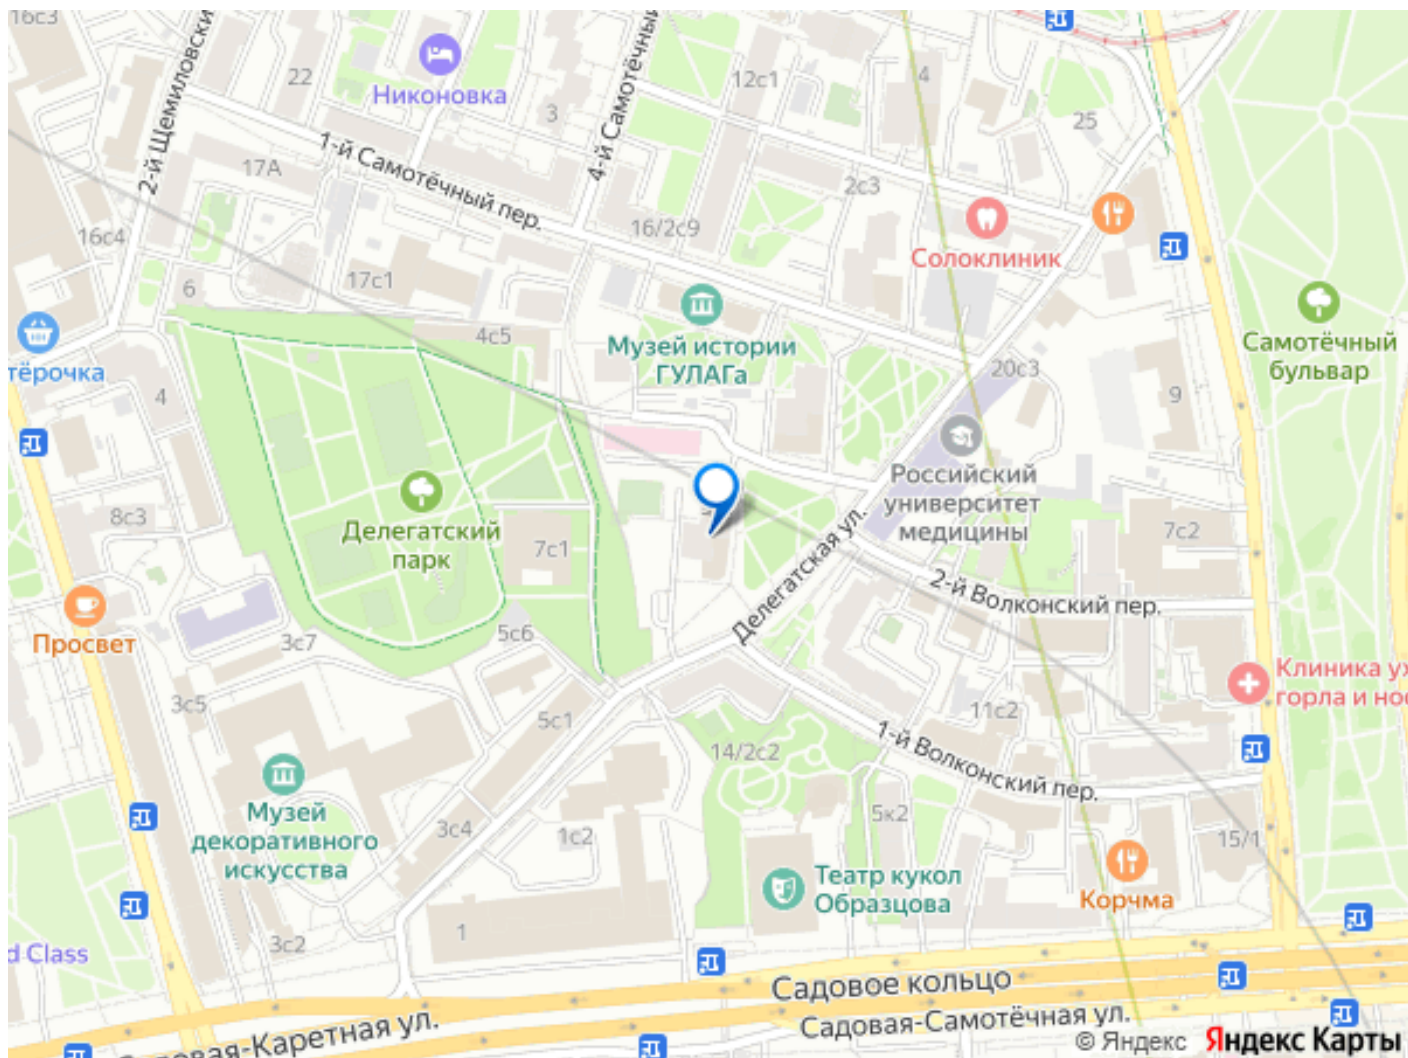 16с3
2-й Щемиловский
22
Никоновка
4-й Самотёчный
3
12с1
4
25
1-й Самотёчный пер.
17А
2с3
16/2с9
16с4
17с1
6
Солоклиник
Музей истории
ГУЛАГа
4с5
20с3
Самотёчный
бульвар
тёрочка
4
9
Российский
университет
медицины
Делегатский
парк
8с3
7с1
7с2
Делегатская ул.
2-й Волконский пер.
Просвет
3с7
5с6
3с5
5с1
11с2
Клиника ух
горла и нос
14/2с2
1-й Волконский пер.
Музей
декоративного
искусства
3с4
1с2
5к2
15/1
Театр кукол
Образцова
Корчма
d Class
3с2
1
Садовое кольцо
Садовая-Самотёчная ул.
Садовая-Каретная ул.
© Яндекс Яндекс Карты